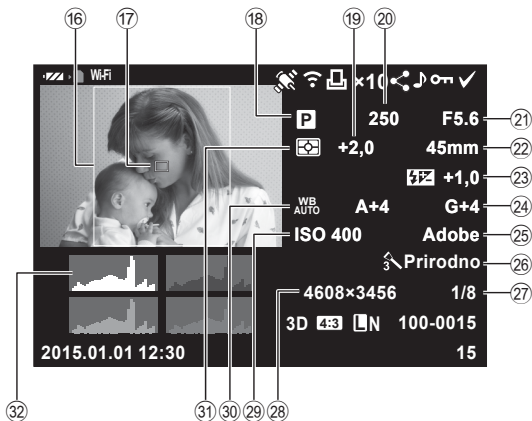 ⑯ ⑰ ⑱ ⑲ ⑳
Wi-Fi ×10
P 250 F5.6 ㉑
+2,0 45mm ㉒
+1,0 ㉓
WB AUTO A+4 G+4 ㉔
ISO 400 Adobe ㉕
3 Prirodno ㉖
4608×3456 1/8 ㉗
3D 4:3 LN 100-0015
2015.01.01 12:30 15
㉜ ㉛ ㉚ ㉙ ㉘